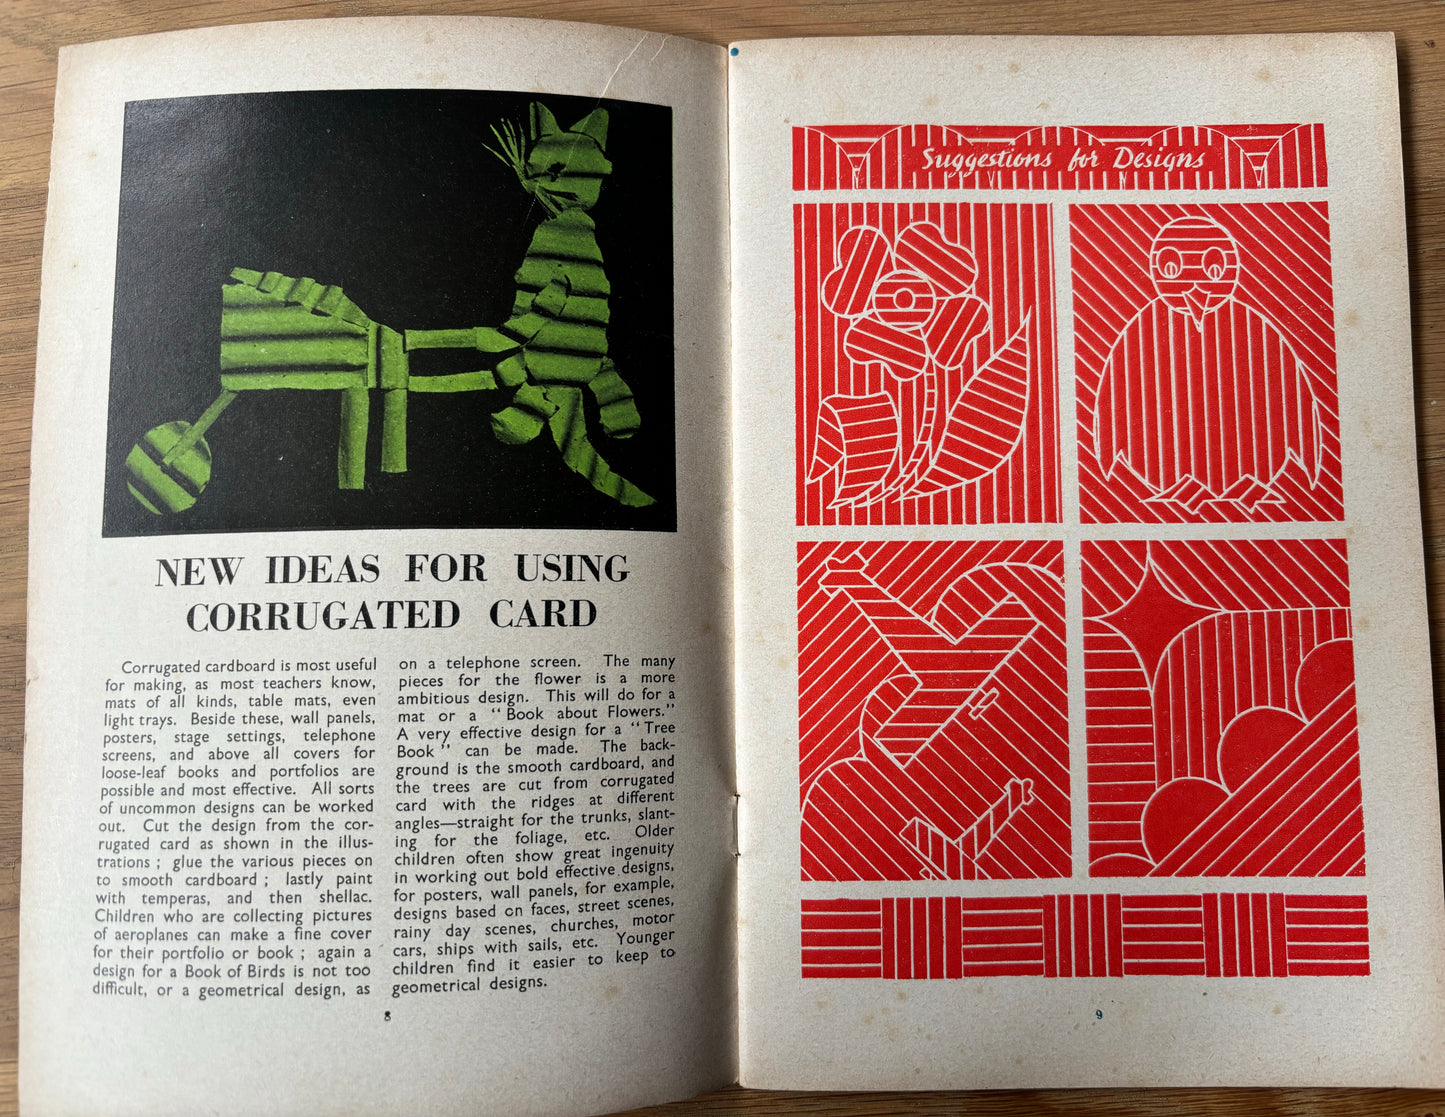 NEW IDEAS FOR USING
CORRUGATED CARD
Corrugated cardboard is most useful
for making, as most teachers know,
mats of all kinds, table mats, even
light trays. Beside these, wall panels,
posters, stage settings, telephone
screens, and above all covers for
loose-leaf books and portfolios are
possible and most effective. All sorts
of uncommon designs can be worked
out. Cut the design from the cor-
rugated card as shown in the illus-
trations ; glue the various pieces on
to smooth cardboard ; lastly paint
with temperas, and then shellac.
Children who are collecting pictures
of aeroplanes can make a fine cover
for their portfolio or book ; again a
design for a Book of Birds is not too
difficult, or a geometrical design, as
on a telephone screen. The many
pieces for the flower is a more
ambitious design. This will do for a
mat or a “Book about Flowers.”
A very effective design for a “Tree
Book” can be made. The back-
ground is the smooth cardboard, and
the trees are cut from corrugated
card with the ridges at different
angles—straight for the trunks, slant-
ing for the foliage, etc. Older
children often show great ingenuity
in working out bold effective designs,
for posters, wall panels, for example,
designs based on faces, street scenes,
rainy day scenes, churches, motor
cars, ships with sails, etc. Younger
children find it easier to keep to
geometrical designs.
8
Suggestions for Designs
9